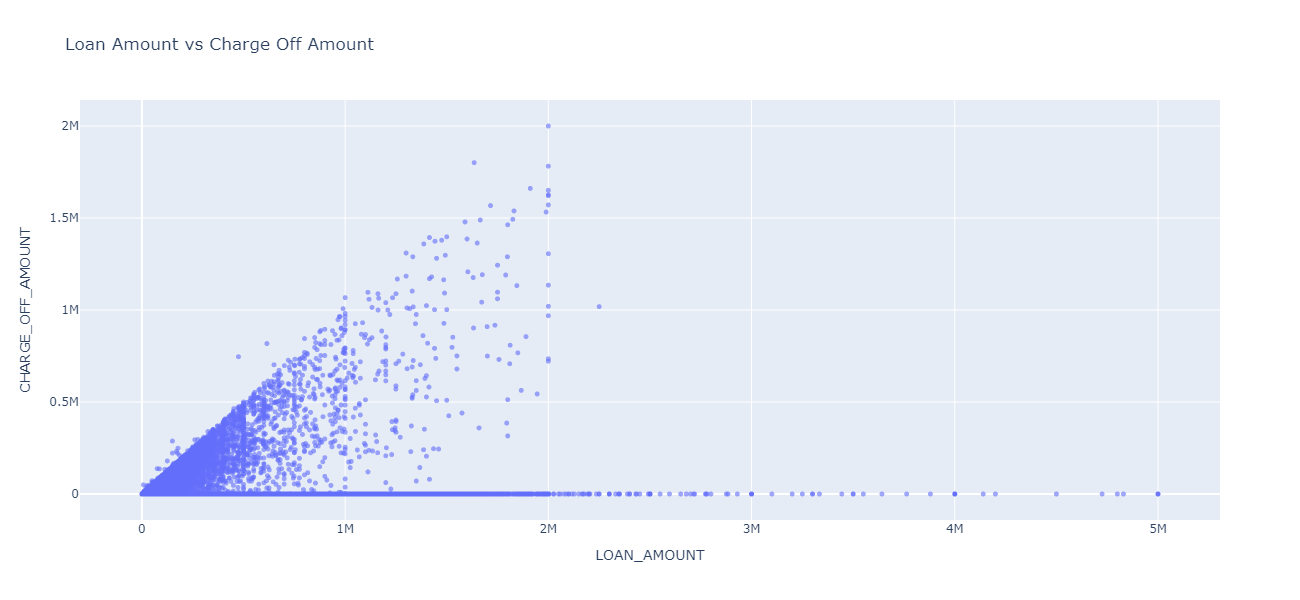 Loan Amount vs Charge Off Amount
2M
1.5M
1M
0.5M
0
CHARGE_OFF_AMOUNT
0
1M
2M
3M
4M
5M
LOAN_AMOUNT